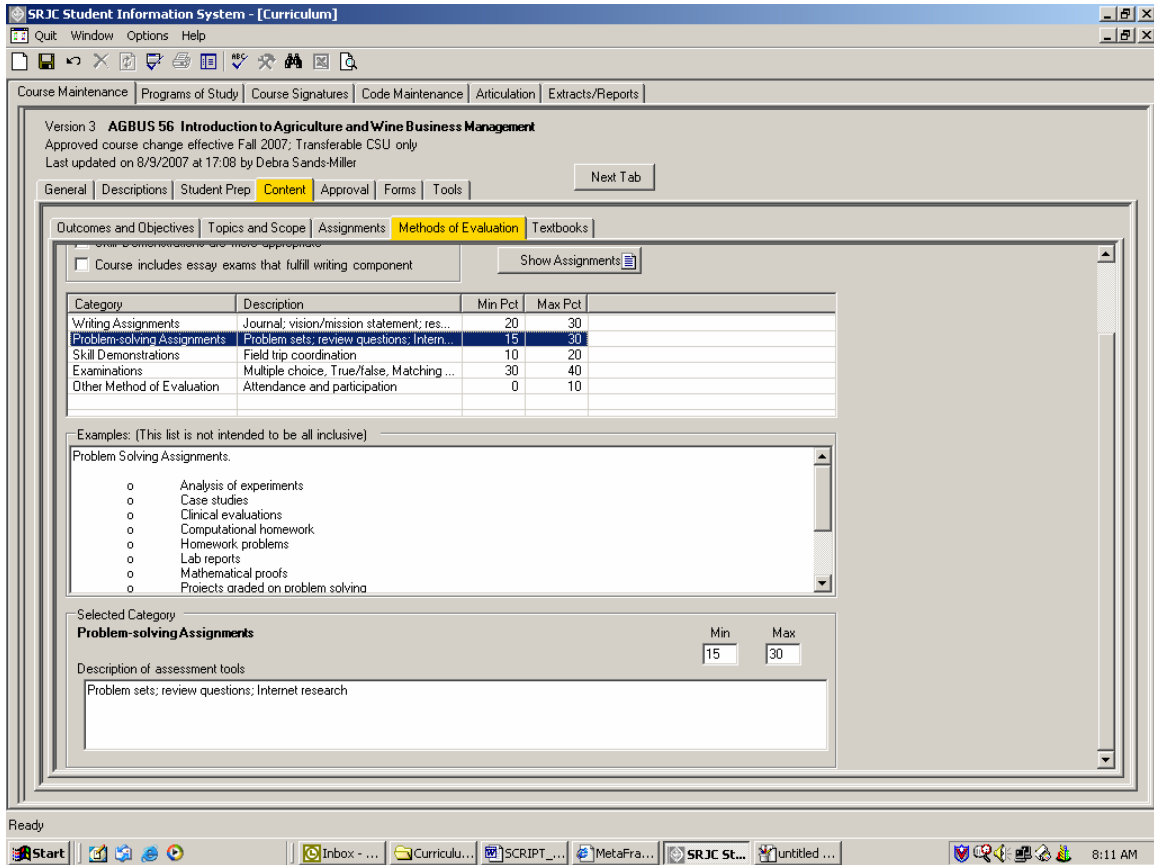 SRJC Student Information System - [Curriculum]
Quit Window Options Help
ABC
Course Maintenance Programs of Study Course Signatures Code Maintenance Articulation Extracts/Reports
Version 3 AGBUS 56 Introduction to Agriculture and Wine Business Management
Approved course change effective Fall 2007; Transferable CSU only
Last updated on 8/9/2007 at 17:08 by Debra Sands-Miller
Next Tab
General Descriptions Student Prep Content Approval Forms Tools
Outcomes and Objectives Topics and Scope Assignments Methods of Evaluation Textbooks
Skill Demonstrations are more appropriate
Course includes essay exams that fulfill writing component
Show Assignments
Category Description Min Pct Max Pct
Writing Assignments Journal; vision/mission statement; res... 20 30
Problem-solving Assignments Problem sets; review questions; Intern... 15 30
Skill Demonstrations Field trip coordination 10 20
Examinations Multiple choice, True/false, Matching ... 30 40
Other Method of Evaluation Attendance and participation 0 10
Examples: (This list is not intended to be all inclusive)
Problem Solving Assignments.
o Analysis of experiments
o Case studies
o Clinical evaluations
o Computational homework
o Homework problems
o Lab reports
o Mathematical proofs
o Projects graded on problem solving
Selected Category
Problem-solving Assignments Min Max
15 30
Description of assessment tools
Problem sets; review questions; Internet research
Ready
Start Inbox - ... Curriculu... SCRIPT_... MetaFra... SRJC St... untitled ... 8:11 AM